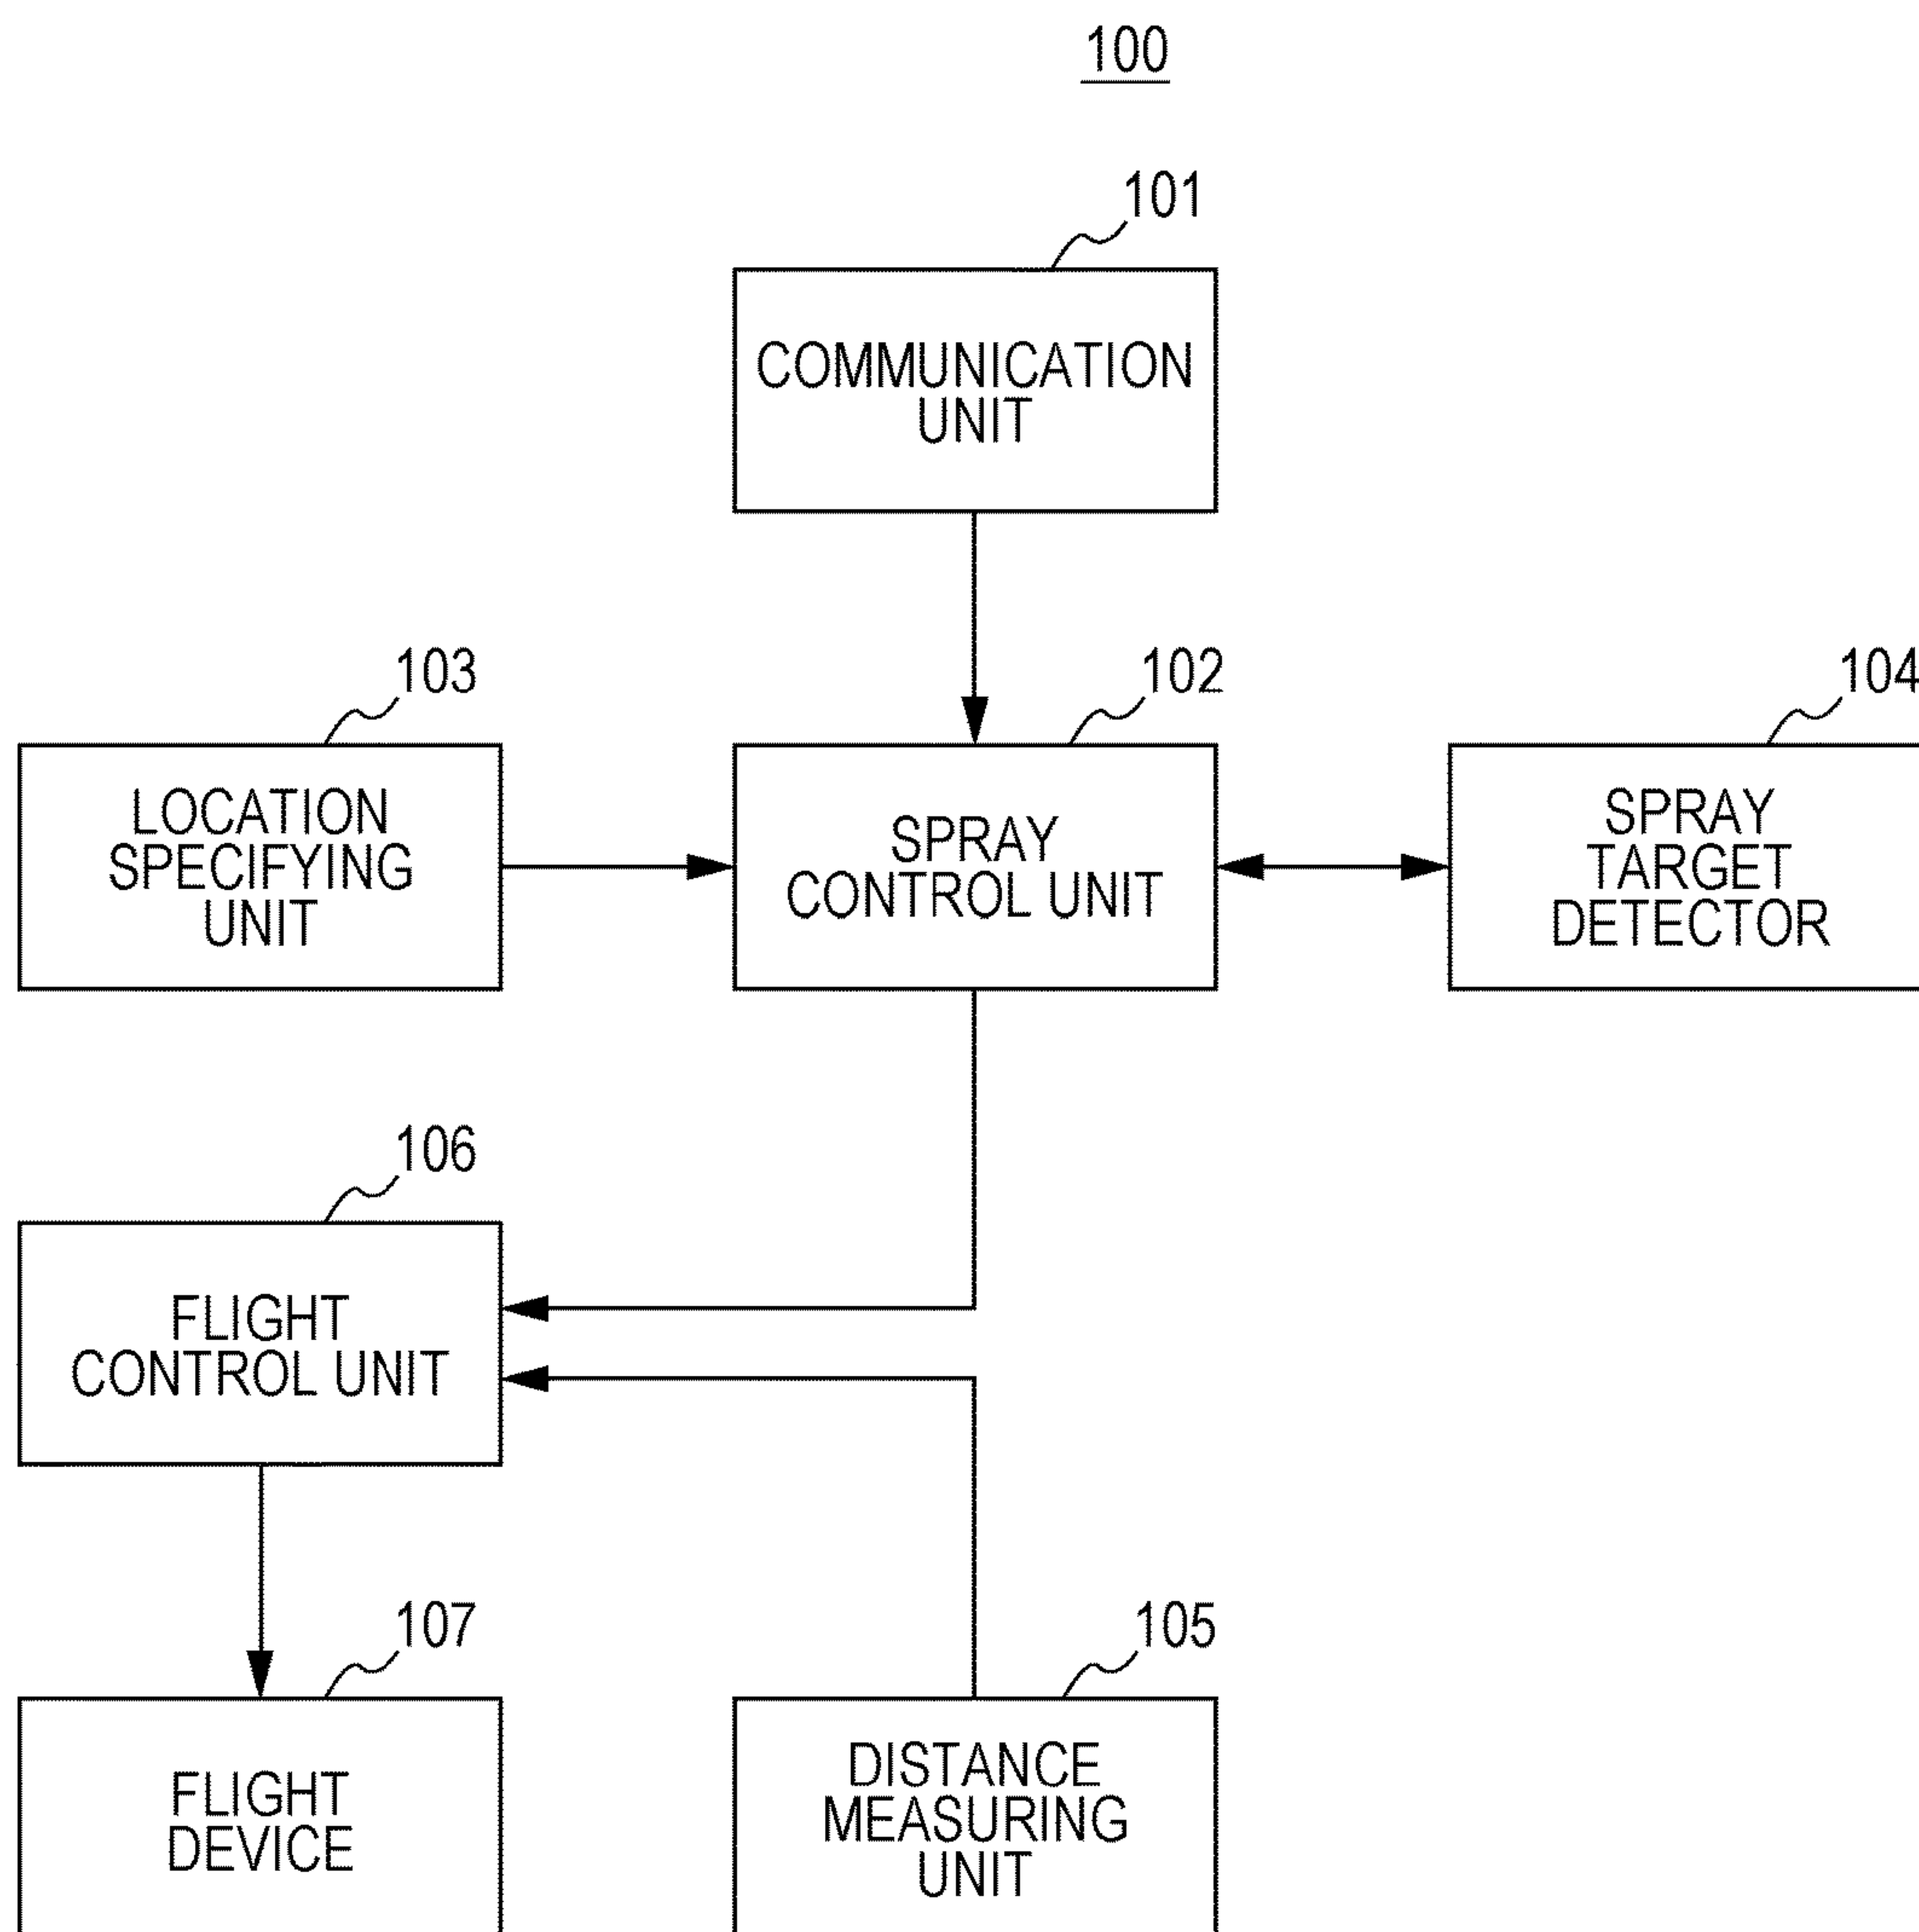 100
101
COMMUNICATION
UNIT
103
102
104
LOCATION
SPECIFYING
UNIT
SPRAY
CONTROL UNIT
SPRAY
TARGET
DETECTOR
106
FLIGHT
CONTROL UNIT
107
105
FLIGHT
DEVICE
DISTANCE
MEASURING
UNIT